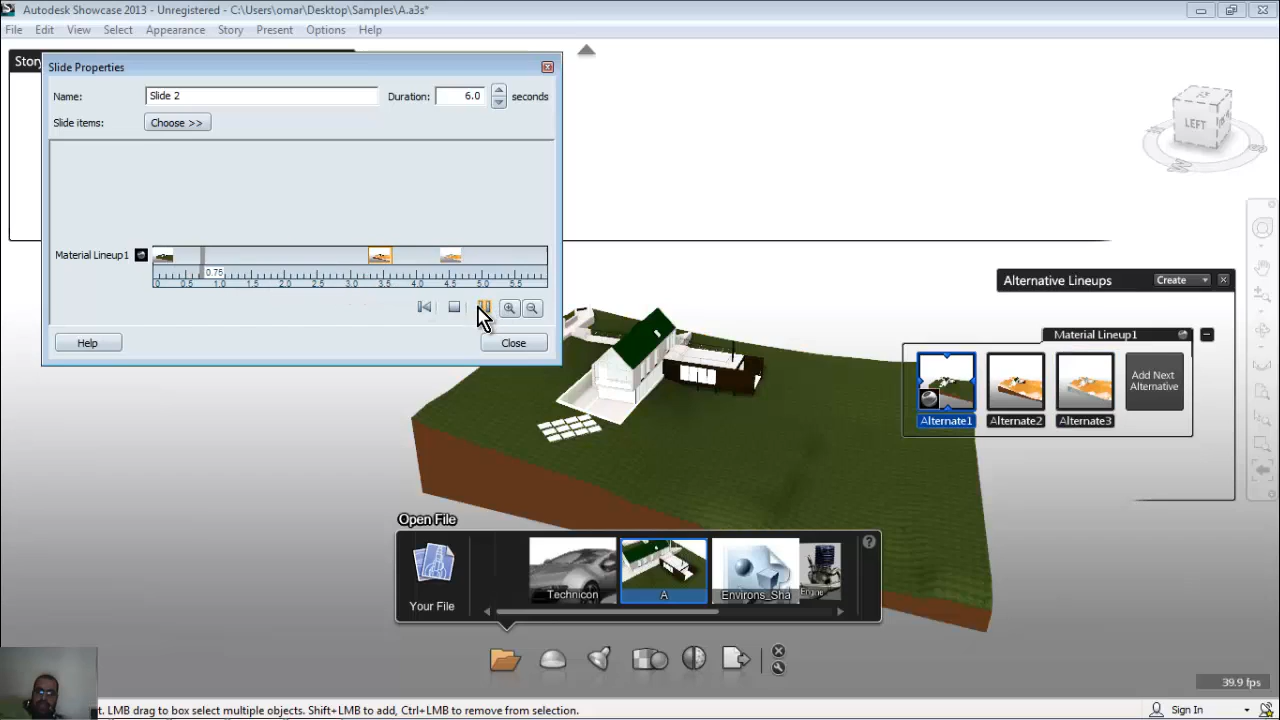 Autodesk Showcase 2013 - Unregistered - C:\Users\omar\Desktop\Samples\A.a3s*
File Edit View Select Appearance Story Present Options Help
Story
Slide Properties
Name: Slide 2 Duration: 6.0 seconds
Slide items: Choose >>
Material Lineup1
0.75
0 0.5 1.0 1.5 2.0 2.5 3.0 3.5 4.0 4.5 5.0 5.5
Help Close
LEFT
Alternative Lineups Create
Material Lineup1
Add Next
Alternative
Alternate1 Alternate2 Alternate3
Open File
Your File
Technicon A Environs_Sha Engine
39.9 fps
t. LMB drag to box select multiple objects. Shift+LMB to add, Ctrl+LMB to remove from selection.
Sign In